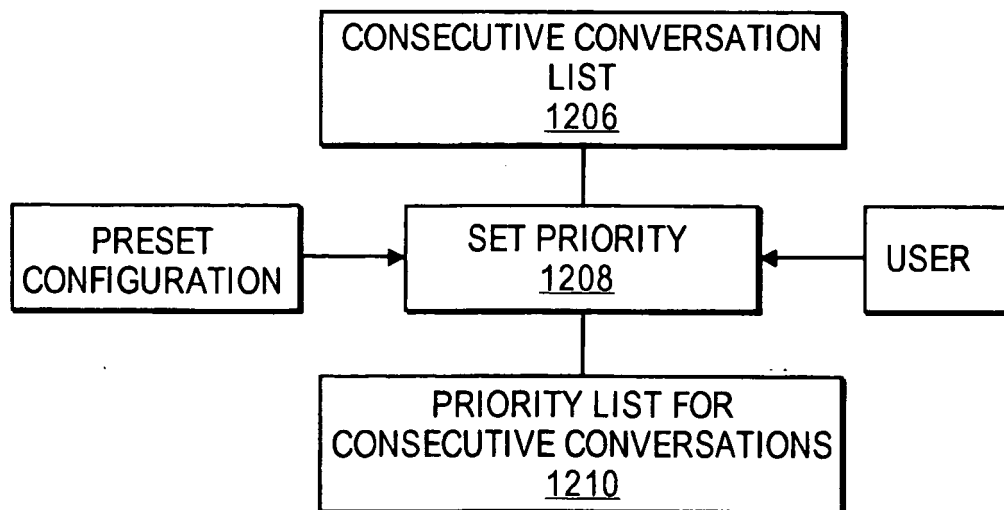 CONSECUTIVE CONVERSATION
LIST
1206
PRESET
CONFIGURATION
SET PRIORITY
1208
USER
PRIORITY LIST FOR
CONSECUTIVE CONVERSATIONS
1210